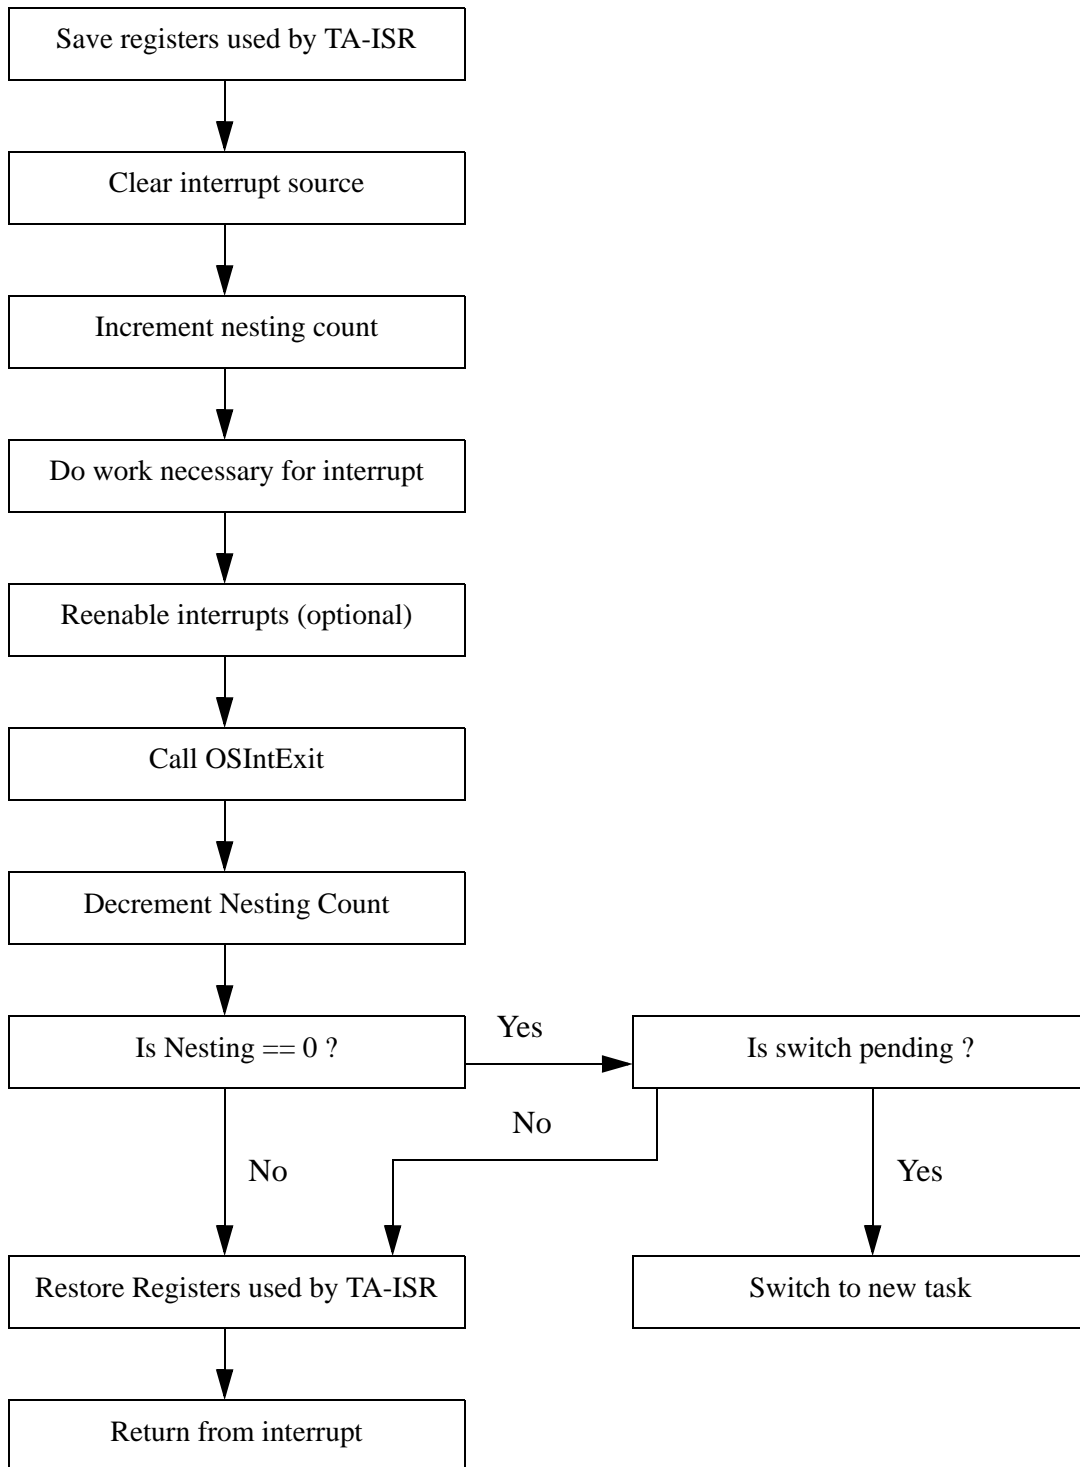 Save registers used by TA-ISR
Clear interrupt source
Increment nesting count
Do work necessary for interrupt
Reenable interrupts (optional)
Call OSIntExit
Decrement Nesting Count
Is Nesting == 0 ?
Yes
Is switch pending ?
No
No
Yes
Restore Registers used by TA-ISR
Switch to new task
Return from interrupt